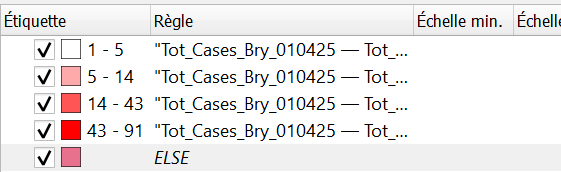 Étiquette Règle Échelle min. Échelle
1 - 5 "Tot_Cases_Bry_010425 — Tot_...
5 - 14 "Tot_Cases_Bry_010425 — Tot_...
14 - 43 "Tot_Cases_Bry_010425 — Tot_...
43 - 91 "Tot_Cases_Bry_010425 — Tot_...
ELSE